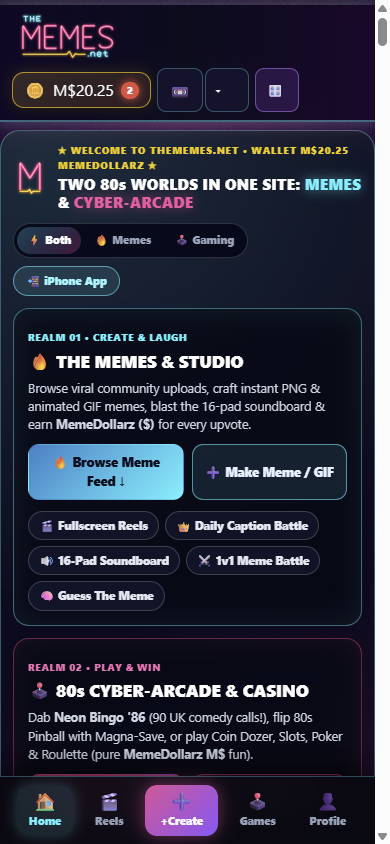 THE
MEMES
.net
M$20.25 2
★ WELCOME TO THEMEMES.NET • WALLET M$20.25
MEMEDOLLARZ ★
M
TWO 80s WORLDS IN ONE SITE: MEMES
& CYBER-ARCADE
Both Memes Gaming
iPhone App
REALM 01 • CREATE & LAUGH
THE MEMES & STUDIO
Browse viral community uploads, craft instant PNG &
animated GIF memes, blast the 16-pad soundboard &
earn MemeDollarz ($) for every upvote.
Browse Meme
Feed ↓
Make Meme / GIF
Fullscreen Reels Daily Caption Battle
16-Pad Soundboard 1v1 Meme Battle
Guess The Meme
REALM 02 • PLAY & WIN
80s CYBER-ARCADE & CASINO
Dab Neon Bingo '86 (90 UK comedy calls!), flip 80s
Pinball with Magna-Save, or play Coin Dozer, Slots, Poker
& Roulette (pure MemeDollarz M$ fun).
Home Reels +Create Games Profile